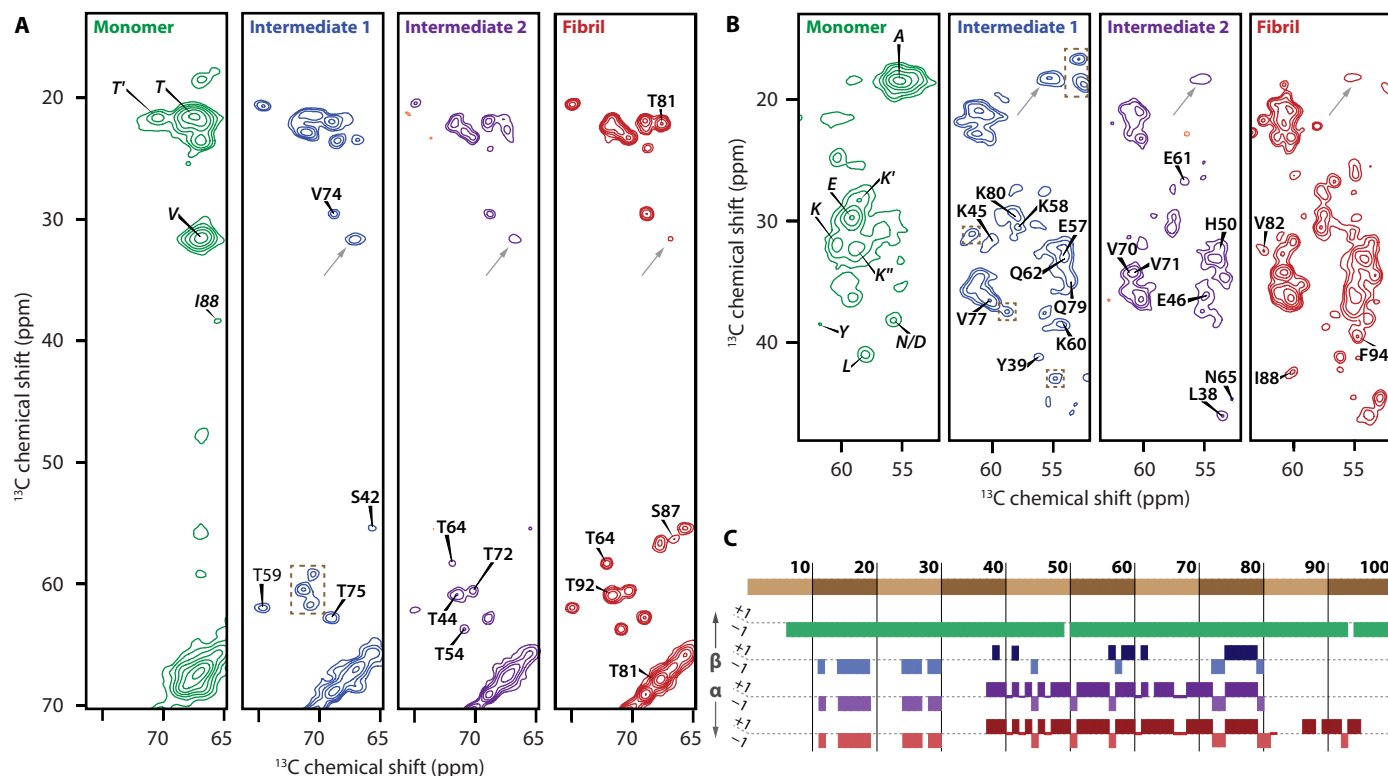 A
Monomer
Intermediate 1
Intermediate 2
Fibril
T'
T
T81
20
V74
V
30
I88
40
13C chemical shift (ppm)
50
S42
S87
T64
T64
T72
T59
T92
60
T75
T44
T54
T81
70
70 65
70 65
70 65
70 65
13C chemical shift (ppm)
B
Monomer
Intermediate 1
Intermediate 2
Fibril
A
20
E61
K'
E
K80
K58
K
K45
E57
H50
V82
30
V70
V71
K"
Q62
E46
Q79
V77
Y
N/D
K60
F94
40
L
Y39
N65
I88
L38
13C chemical shift (ppm)
60 55
60 55
60 55
60 55
13C chemical shift (ppm)
C
10 20 30 40 50 60 70 80 90 100
+1
−1
+1
β
−1
+1
α
−1
+1
−1